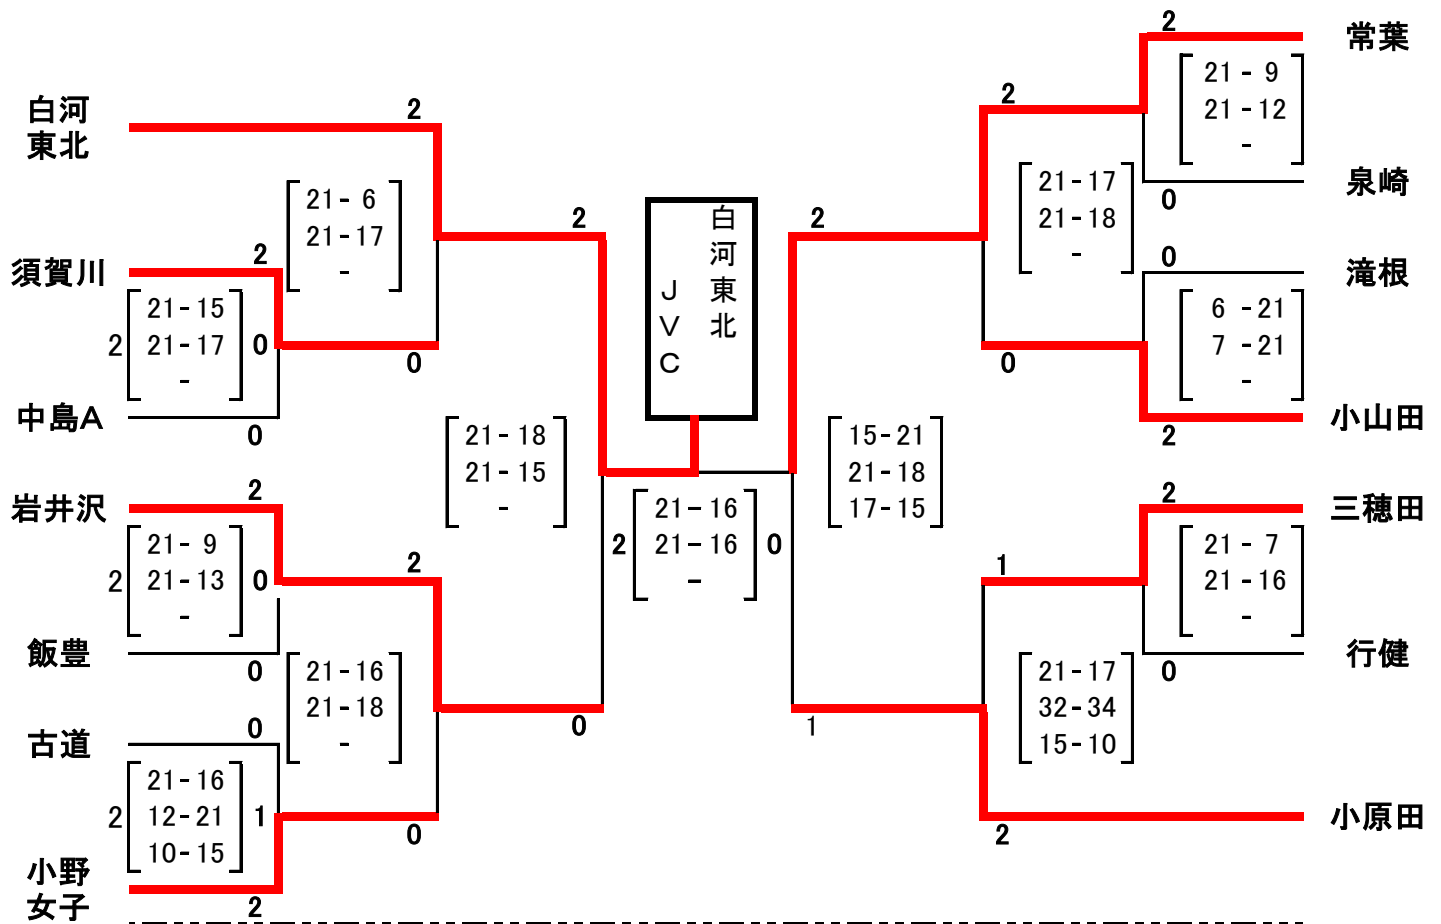 2
常葉
21 - 9
21 - 12
-
2
2
白河
東北
泉崎
0
21 - 17
21 - 18
-
21 - 6
21 - 17
-
2
2
白河東北
JVC
2
須賀川
0
滝根
21 - 15
21 - 17
-
2
0
6 - 21
7 - 21
-
0
0
中島A
0
小山田
2
21 - 18
21 - 15
-
15 - 21
21 - 18
17 - 15
2
岩井沢
2
三穂田
21 - 16
21 - 16
-
2
0
21 - 9
21 - 13
-
2
0
2
1
21 - 7
21 - 16
-
飯豊
0
行健
0
21 - 16
21 - 18
-
21 - 17
32 - 34
15 - 10
0
1
0
古道
21 - 16
12 - 21
10 - 15
2
1
0
2
小原田
小野
女子
2